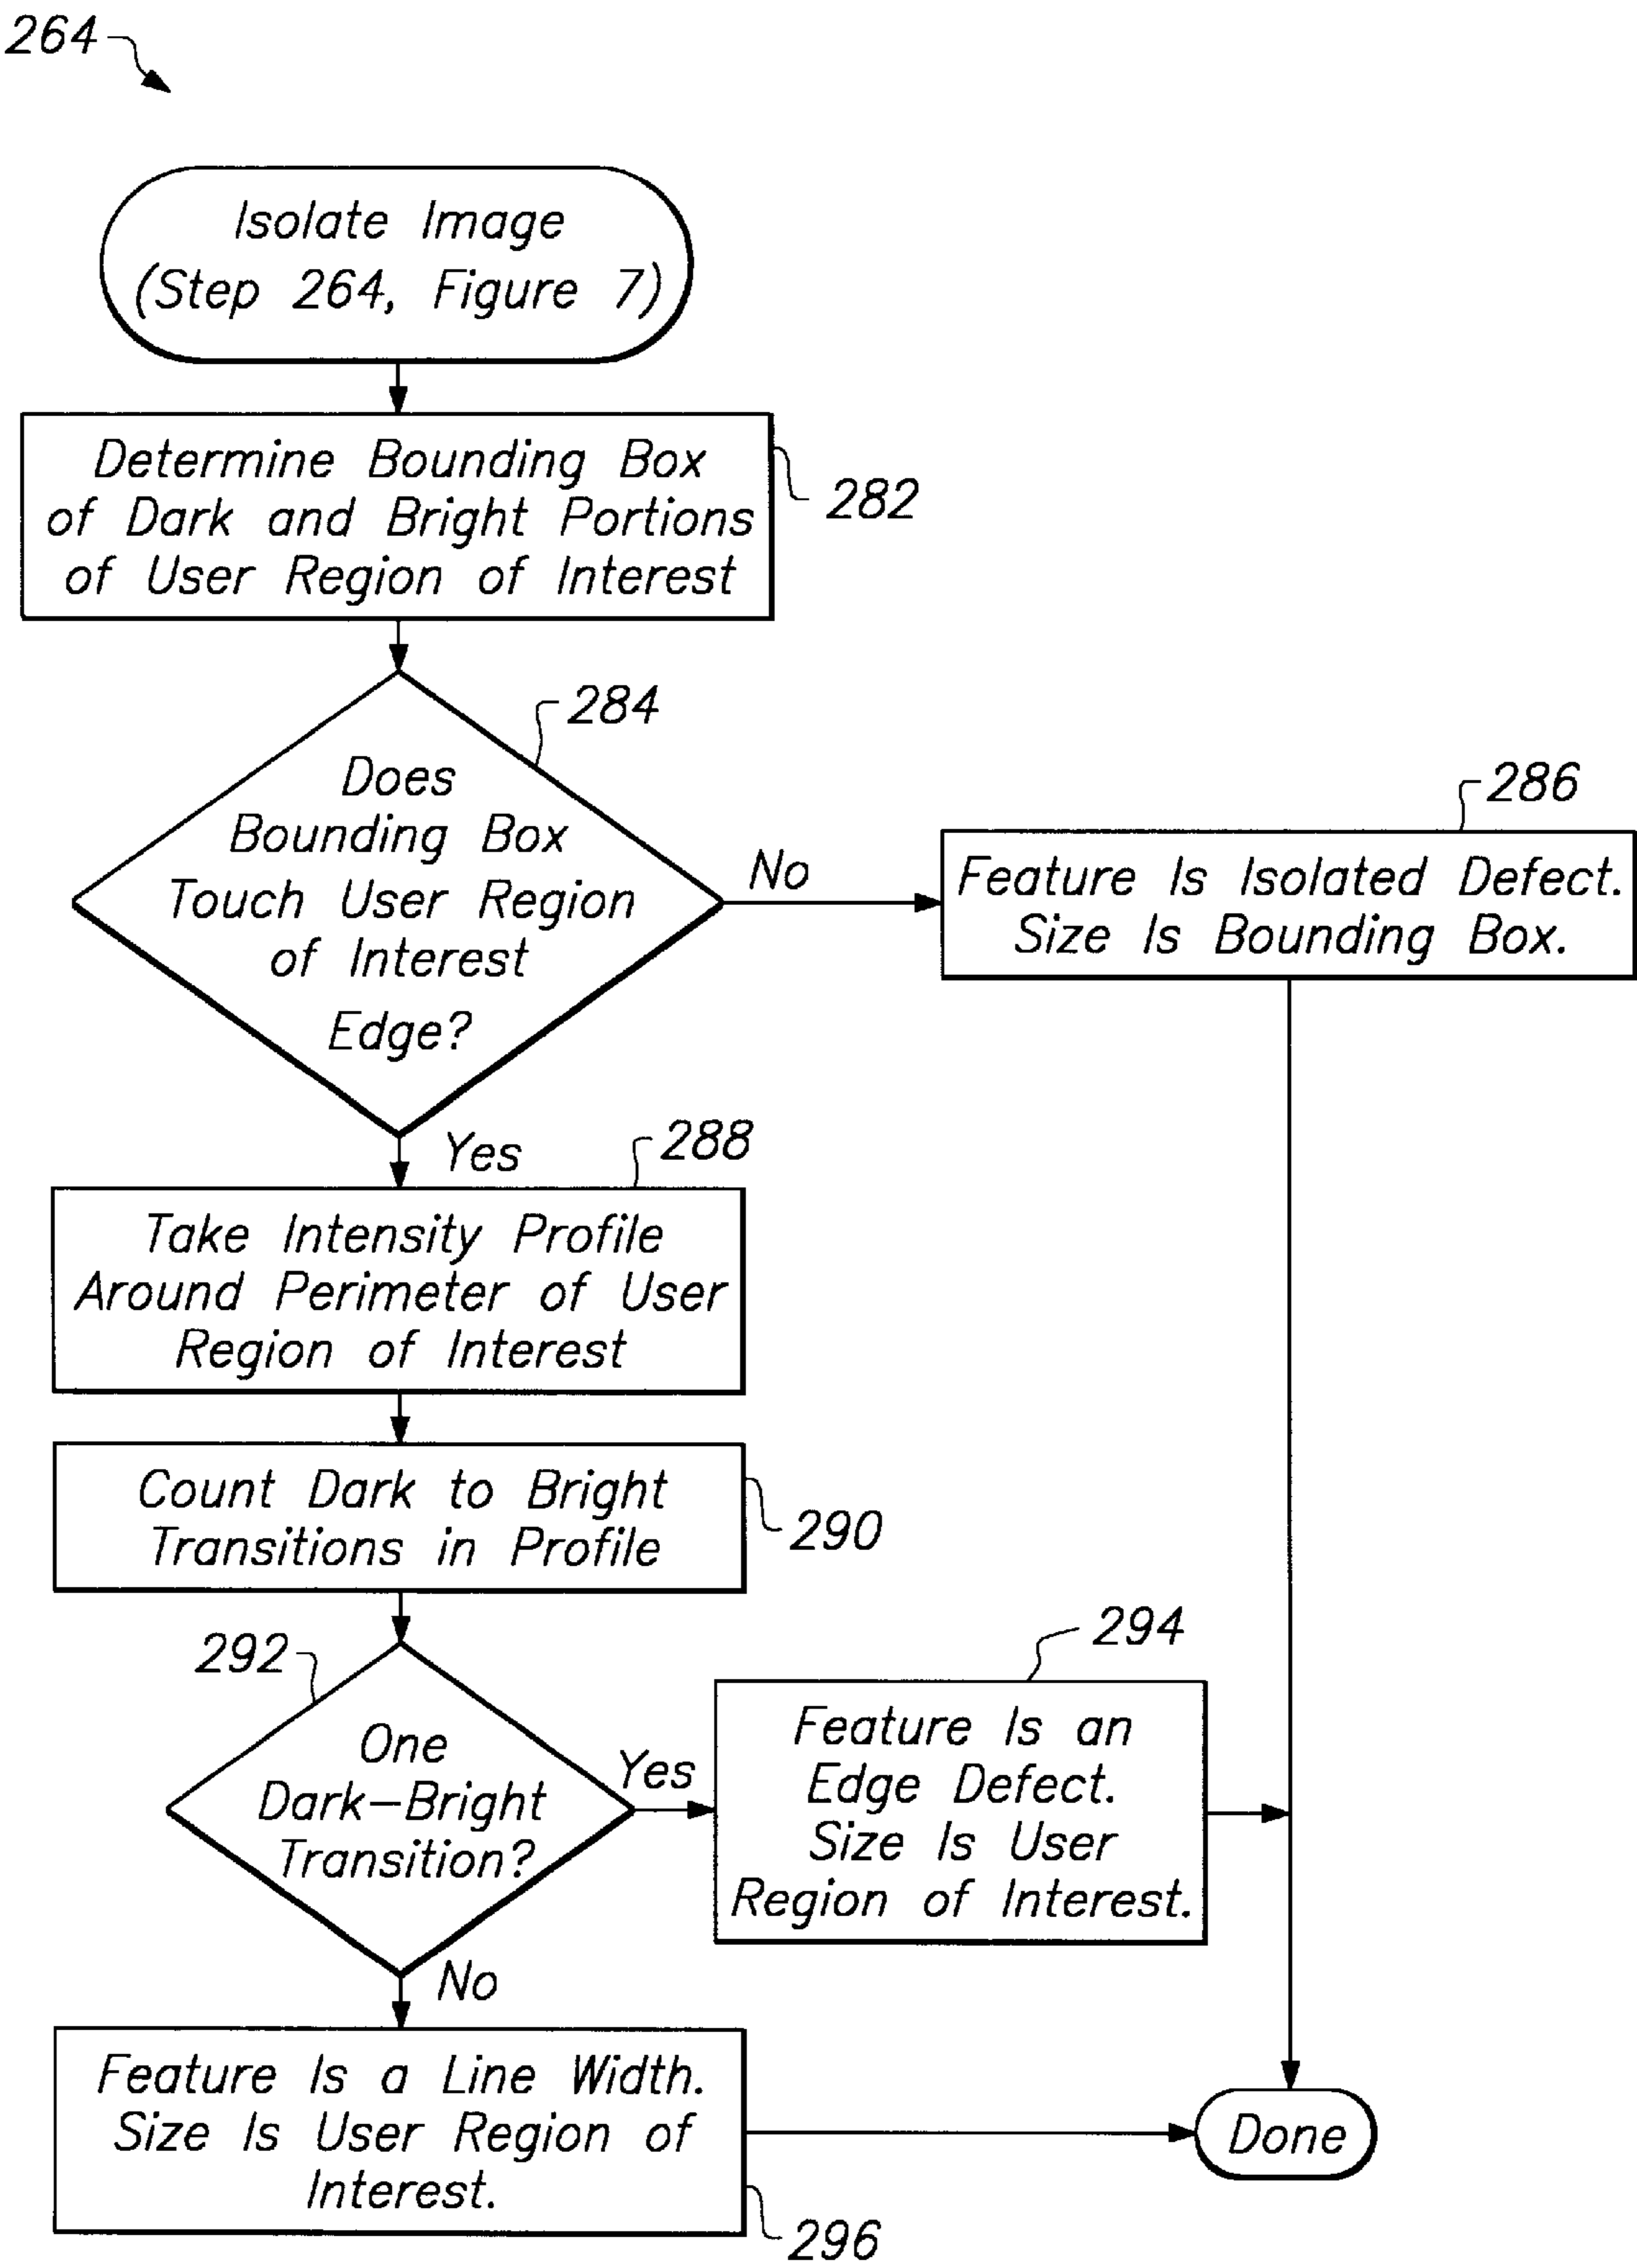 264
Isolate Image
(Step 264, Figure 7)
Determine Bounding Box
of Dark and Bright Portions
of User Region of Interest
282
284
Does
Bounding Box
Touch User Region
of Interest
Edge?
No
286
Feature Is Isolated Defect.
Size Is Bounding Box.
Yes
288
Take Intensity Profile
Around Perimeter of User
Region of Interest
Count Dark to Bright
Transitions in Profile
290
292
One
Dark-Bright
Transition?
Yes
294
Feature Is an
Edge Defect.
Size Is User
Region of Interest.
No
Feature Is a Line Width.
Size Is User Region of
Interest.
296
Done